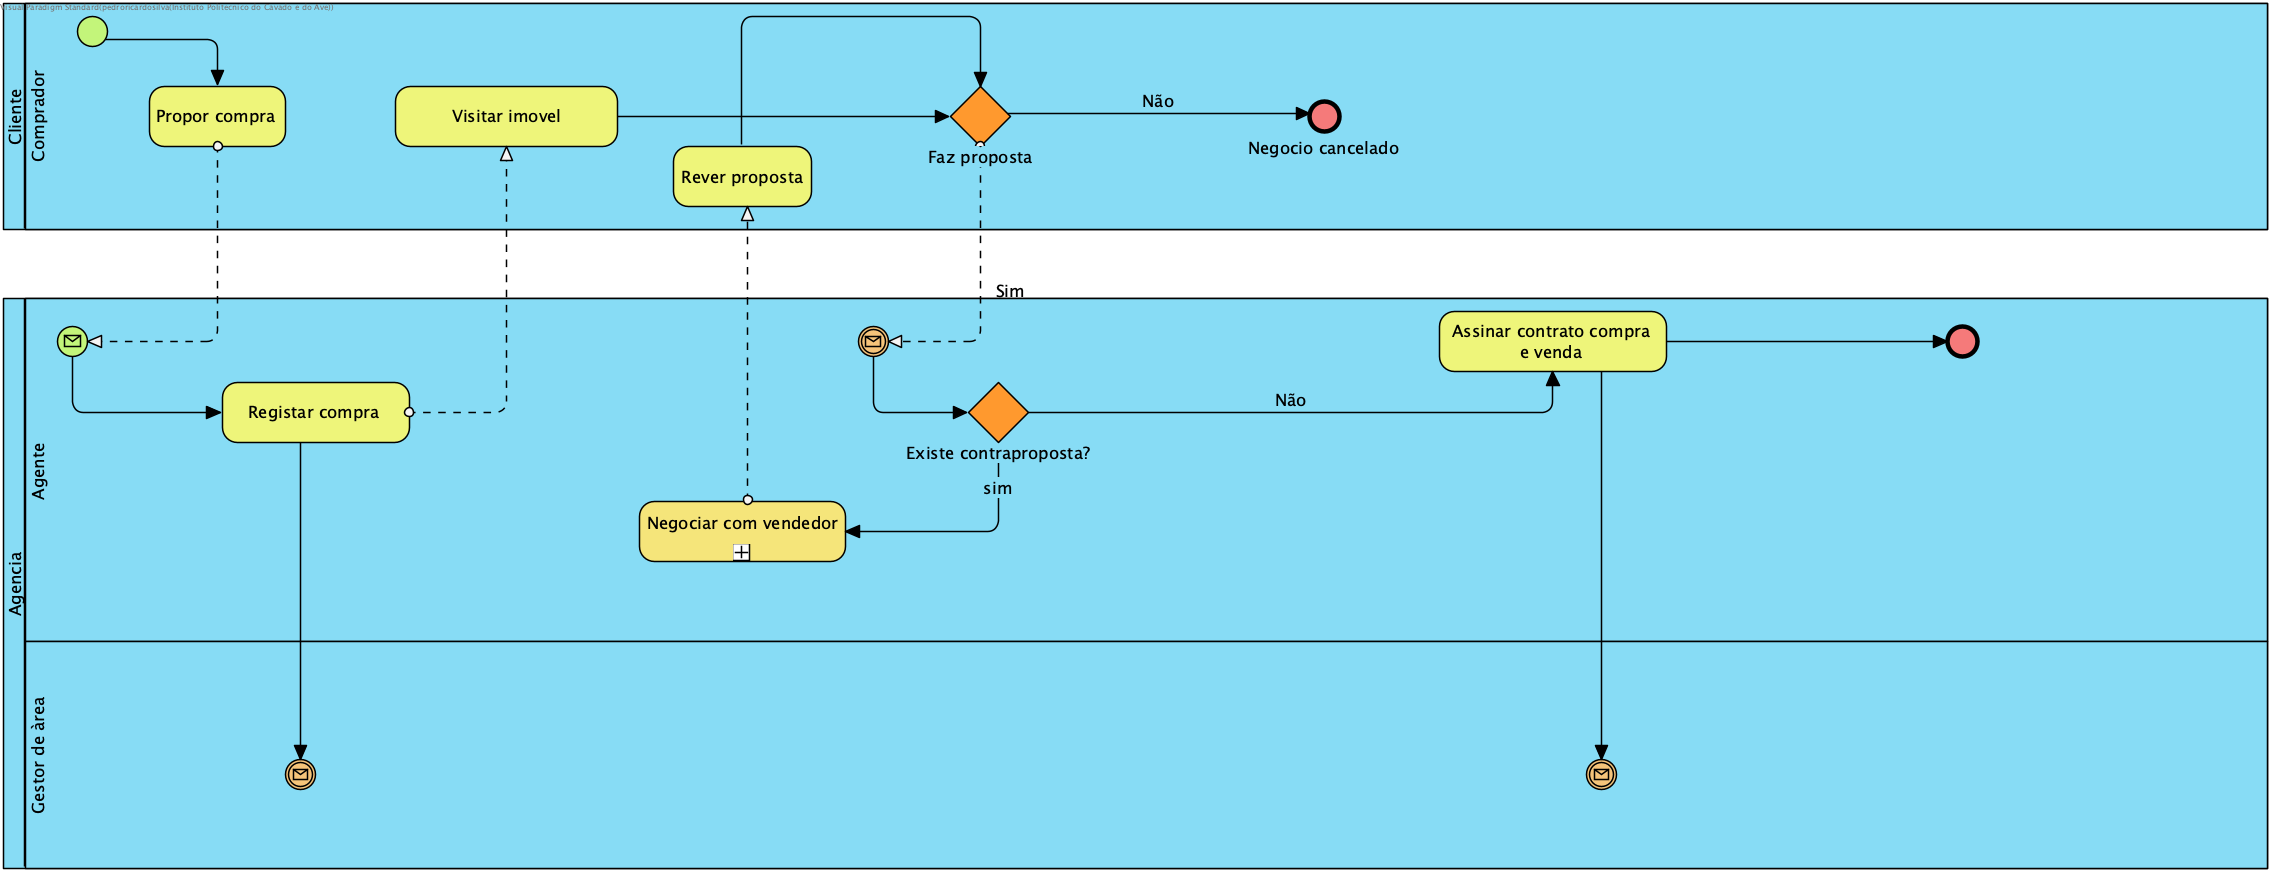 Visual Paradigm Standard(pedroricardosilva(Instituto Politecnico do Cavado e do Ave))
Cliente
Comprador
Propor compra
Visitar imovel
Rever proposta
Faz proposta
Não
Negocio cancelado
Sim
Agencia
Agente
Registar compra
Negociar com vendedor
Existe contraproposta?
sim
Não
Assinar contrato compra
e venda
Gestor de àrea